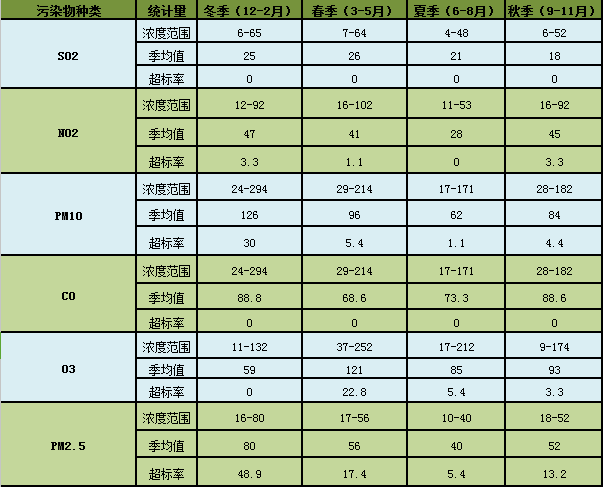 污染物种类 统计量 冬季（12-2月） 春季（3-5月） 夏季（6-8月） 秋季（9-11月）
SO2
浓度范围 6-65 7-64 4-48 6-52
季均值 25 26 21 18
超标率 0 0 0 0
NO2
浓度范围 12-92 16-102 11-53 16-92
季均值 47 41 28 45
超标率 3.3 1.1 0 3.3
PM10
浓度范围 24-294 29-214 17-171 28-182
季均值 126 96 62 84
超标率 30 5.4 1.1 4.4
CO
浓度范围 24-294 29-214 17-171 28-182
季均值 88.8 68.6 73.3 88.6
超标率 0 0 0 0
O3
浓度范围 11-132 37-252 17-212 9-174
季均值 59 121 85 93
超标率 0 22.8 5.4 3.3
PM2.5
浓度范围 16-80 17-56 10-40 18-52
季均值 80 56 40 52
超标率 48.9 17.4 5.4 13.2